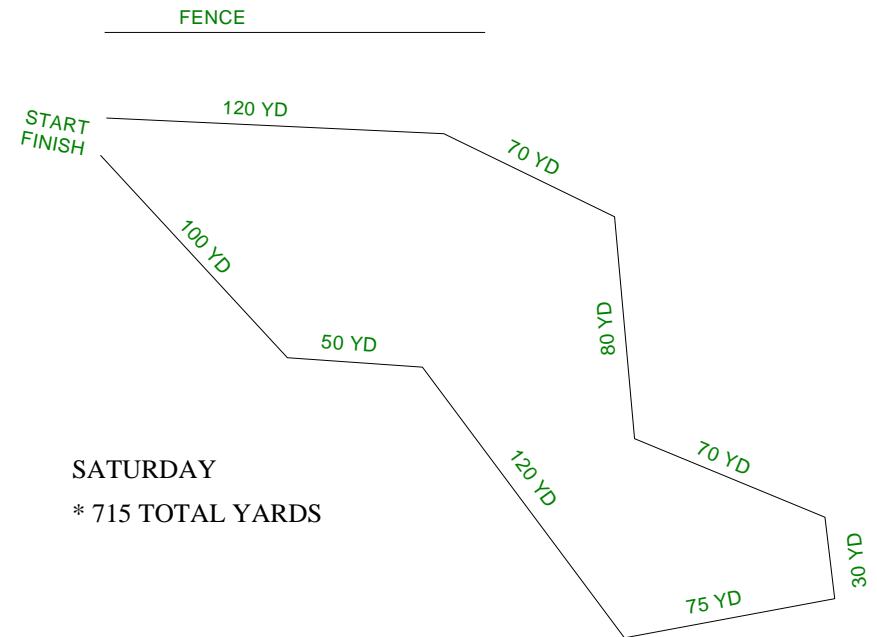 FENCE
120 YD
START
FINISH
70 YD
100 YD
80 YD
50 YD
70 YD
120 YD
SATURDAY
* 715 TOTAL YARDS
30 YD
75 YD